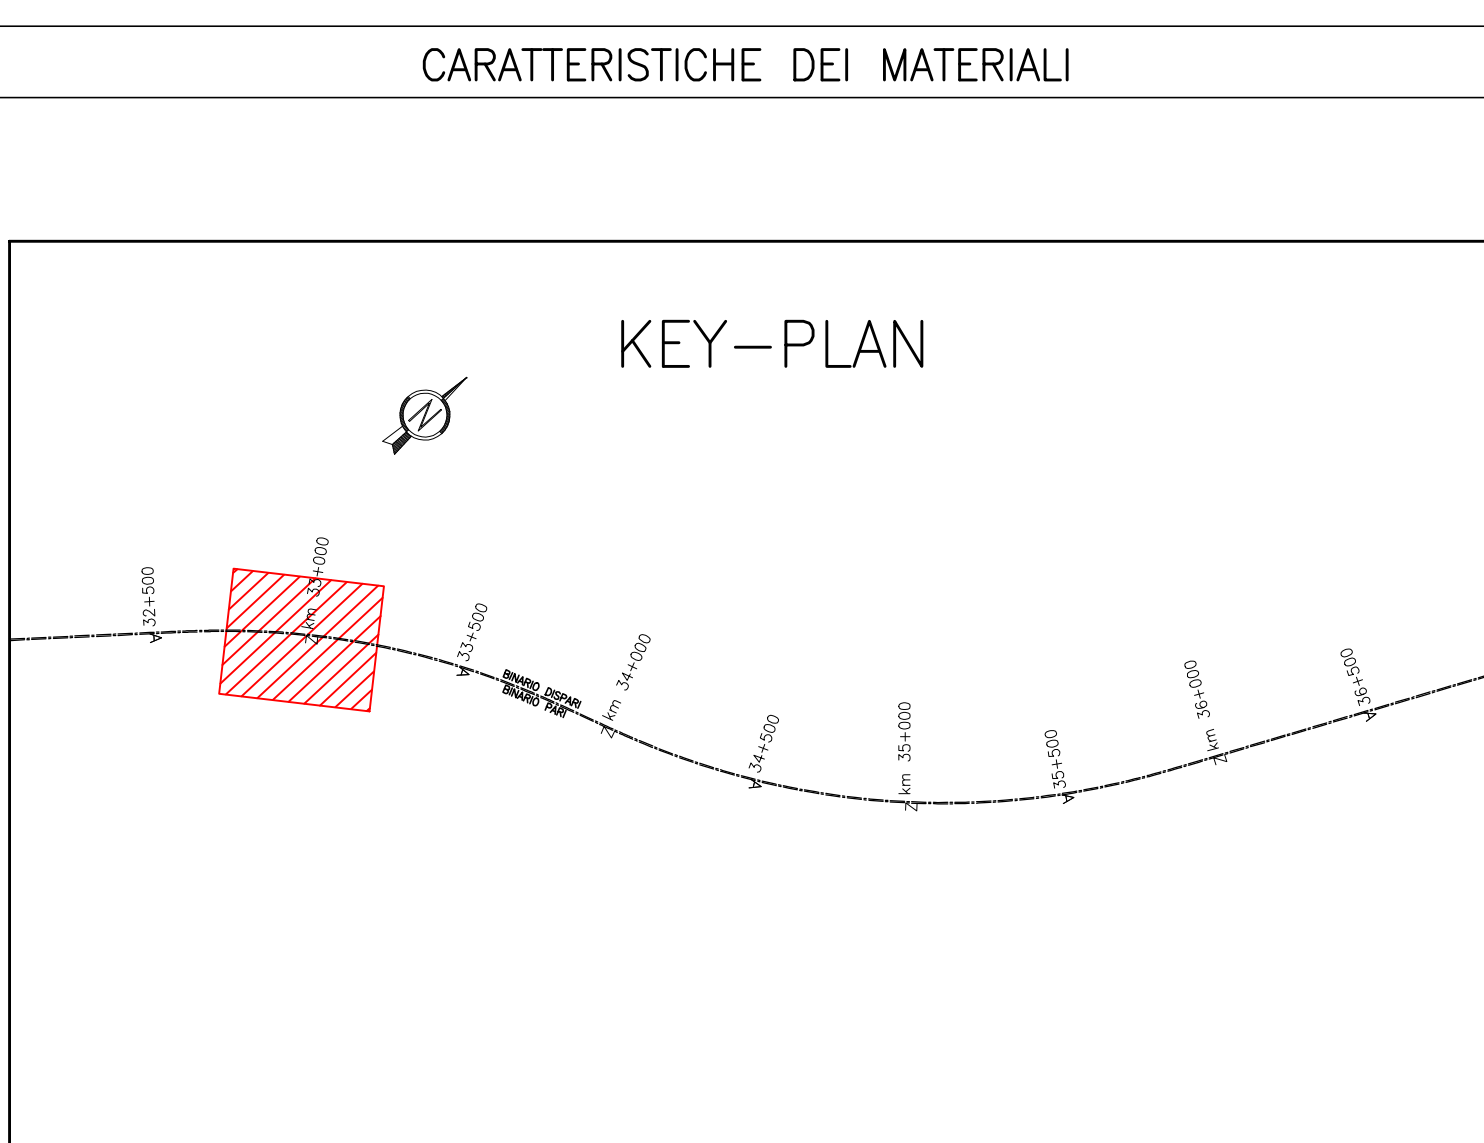 CARATTERISTICHE DEI MATERIALI
KEY-PLAN
N
32+500
A
km 33+000
Z
33+500
A
BINARIO DISPARI
BINARIO PARI
km 34+000
Z
34+500
A
km 35+000
Z
35+500
A
km 36+000
Z
36+500
A